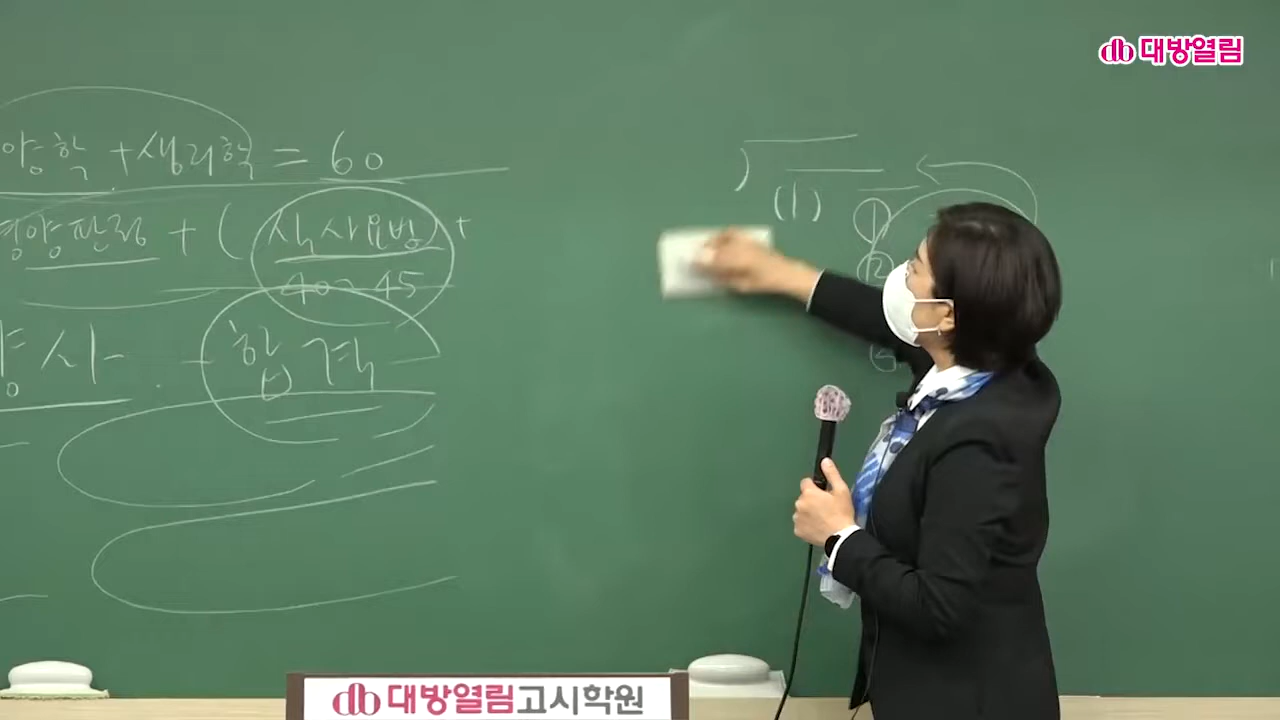 대방열림
양학 + 생리학 = 60
영양판정 + (식사요법) +
40~45
양사
합격
(1)
①
②
대방열림고시학원